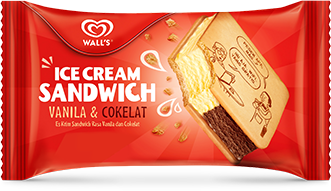 WALL'S
ICE CREAM
SANDWICH
VANILA & COKELAT
Es Krim Sandwich Rasa Vanila dan Cokelat